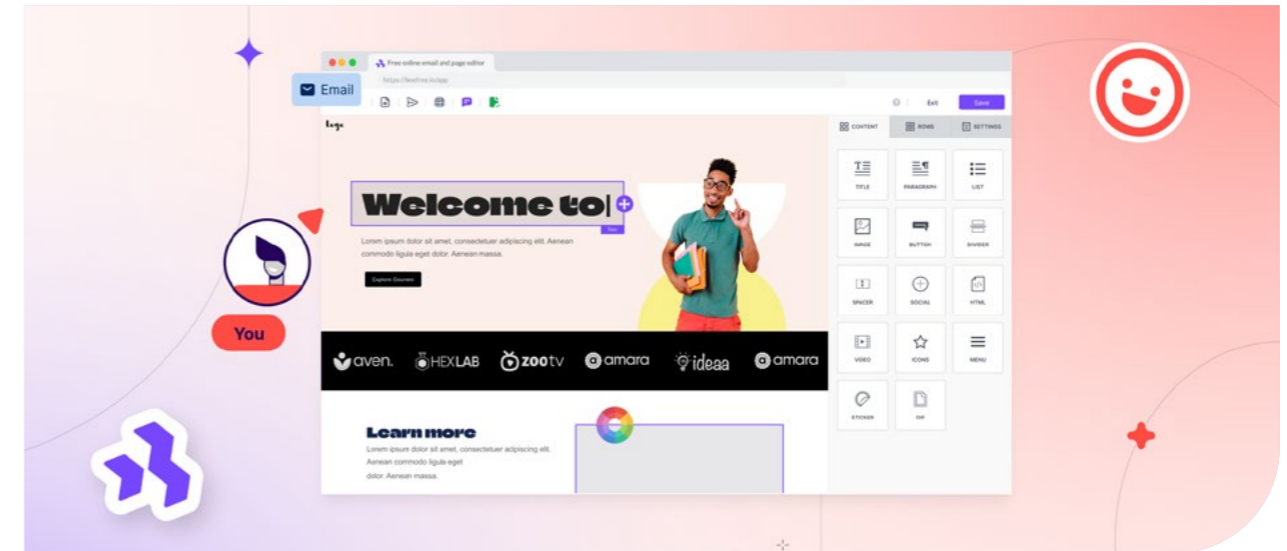 Free online email and page editor
https://beefree.io/app
Email
Exit
Save
logo
CONTENT
ROWS
SETTINGS
Welcome to
Text
Lorem ipsum dolor sit amet, consectetuer adipiscing elit. Aenean
commodo ligula eget dolor. Aenean massa.
Explore Courses
TITLE
PARAGRAPH
LIST
IMAGE
BUTTON
DIVIDER
SPACER
SOCIAL
HTML
VIDEO
ICONS
MENU
STICKER
GIF
You
aven.
HEXLAB
zootv
amara
ideaa
amara
Learn more
Lorem ipsum dolor sit amet, consectetuer adipiscing elit.
Aenean commodo ligula eget
dolor. Aenean massa.